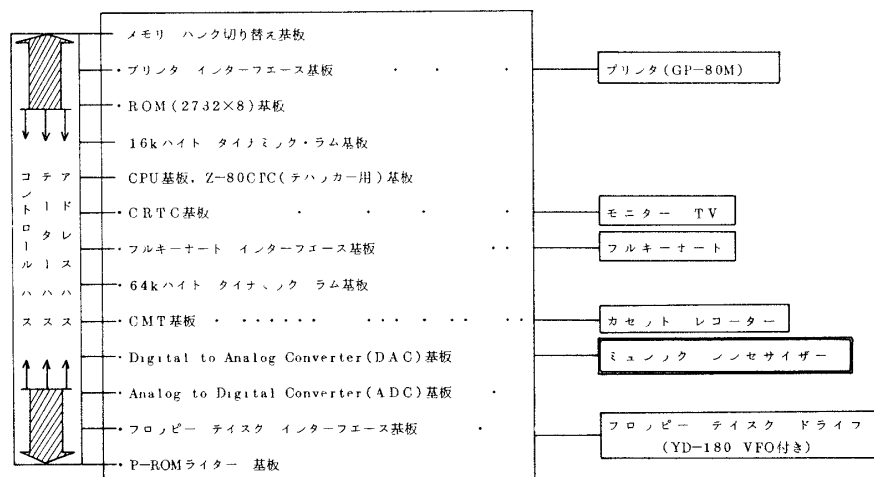 メモリ ハンク切り替え基板
・プリンタ インターフエース基板 ・ ・ ・
プリンタ(GP-80M)
・ROM(2732×8)基板
・16kハイト タイナミック・ラム基板
アドレスハス
テーターハス
コントロールハス
CPU基板，Z-80CTC(テハッカー用)基板
・CRTC基板 ・ ・ ・ ・
モニター TV
・フルキーナート インターフエース基板 ・・
フルキーナート
・64kハイト タイナミック ラム基板
・CMT基板 ・ ・・・・・・ ・・・ ・ ・・ ・・
カセット レコーター
Digital to Analog Converter(DAC)基板
ミュノック ンンセサイザー
・Analog to Digital Converter(ADC)基板 ・
・フロッピー テイスク インターフエース基板 ・
フロッピー テイスク ドライフ
(YD-180 VFO付き)
・P-ROMライター 基板